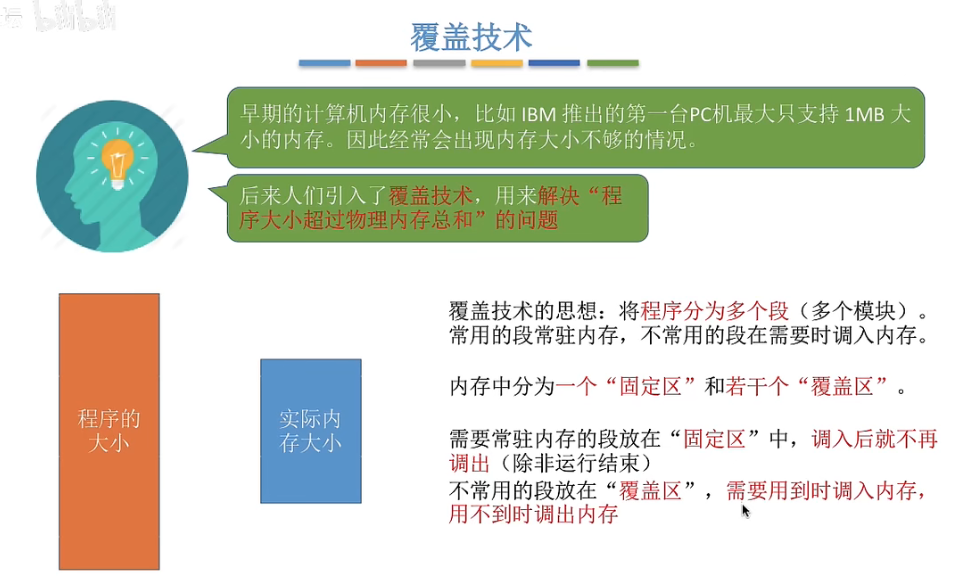 bilibili
覆盖技术
早期的计算机内存很小，比如 IBM 推出的第一台PC机最大只支持 1MB 大
小的内存。因此经常会出现内存大小不够的情况。
后来人们引入了覆盖技术，用来解决“程
序大小超过物理内存总和”的问题
程序的
大小
实际内
存大小
覆盖技术的思想：将程序分为多个段（多个模块）。
常用的段常驻内存，不常用的段在需要时调入内存。
内存中分为一个“固定区”和若干个“覆盖区”。
需要常驻内存的段放在“固定区”中，调入后就不再
调出（除非运行结束）
不常用的段放在“覆盖区”，需要用到时调入内存，
用不到时调出内存